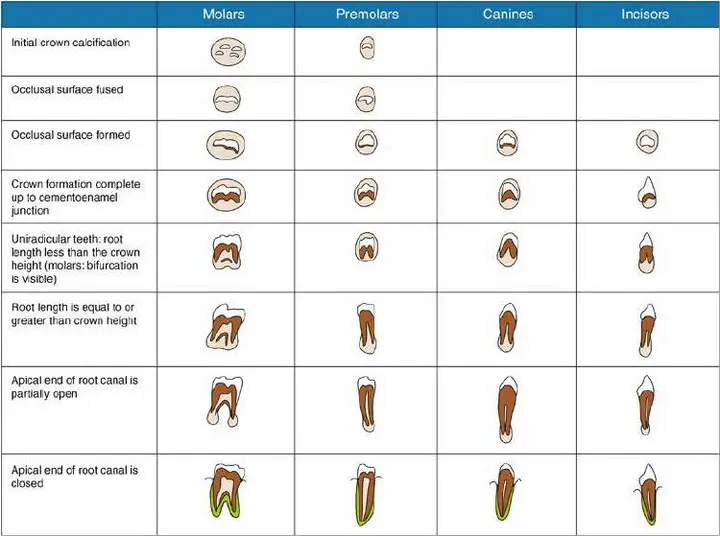 Molars Premolars Canines Incisors
Initial crown calcification
Occlusal surface fused
Occlusal surface formed
Crown formation complete
up to cementoenamel
junction
Uniradicular teeth: root
length less than the crown
height (molars: bifurcation
is visible)
Root length is equal to or
greater than crown height
Apical end of root canal is
partially open
Apical end of root canal is
closed